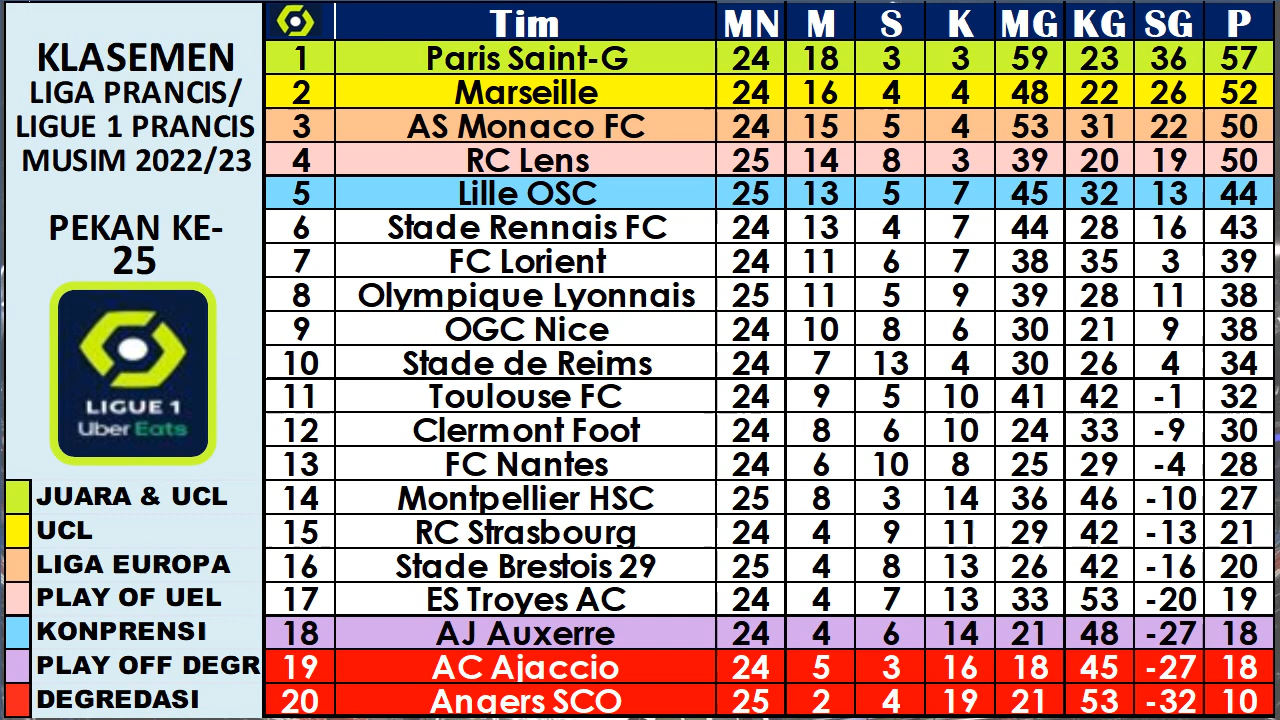 KLASEMEN
LIGA PRANCIS/
LIGUE 1 PRANCIS
MUSIM 2022/23
PEKAN KE-
25
LIGUE 1
Uber Eats
JUARA & UCL
UCL
LIGA EUROPA
PLAY OF UEL
KONPRENSI
PLAY OFF DEGR
DEGREDASI
Tim MN M S K MG KG SG P
1 Paris Saint-G 24 18 3 3 59 23 36 57
2 Marseille 24 16 4 4 48 22 26 52
3 AS Monaco FC 24 15 5 4 53 31 22 50
4 RC Lens 25 14 8 3 39 20 19 50
5 Lille OSC 25 13 5 7 45 32 13 44
6 Stade Rennais FC 24 13 4 7 44 28 16 43
7 FC Lorient 24 11 6 7 38 35 3 39
8 Olympique Lyonnais 25 11 5 9 39 28 11 38
9 OGC Nice 24 10 8 6 30 21 9 38
10 Stade de Reims 24 7 13 4 30 26 4 34
11 Toulouse FC 24 9 5 10 41 42 -1 32
12 Clermont Foot 24 8 6 10 24 33 -9 30
13 FC Nantes 24 6 10 8 25 29 -4 28
14 Montpellier HSC 25 8 3 14 36 46 -10 27
15 RC Strasbourg 24 4 9 11 29 42 -13 21
16 Stade Brestois 29 25 4 8 13 26 42 -16 20
17 ES Troyes AC 24 4 7 13 33 53 -20 19
18 AJ Auxerre 24 4 6 14 21 48 -27 18
19 AC Ajaccio 24 5 3 16 18 45 -27 18
20 Angers SCO 25 2 4 19 21 53 -32 10